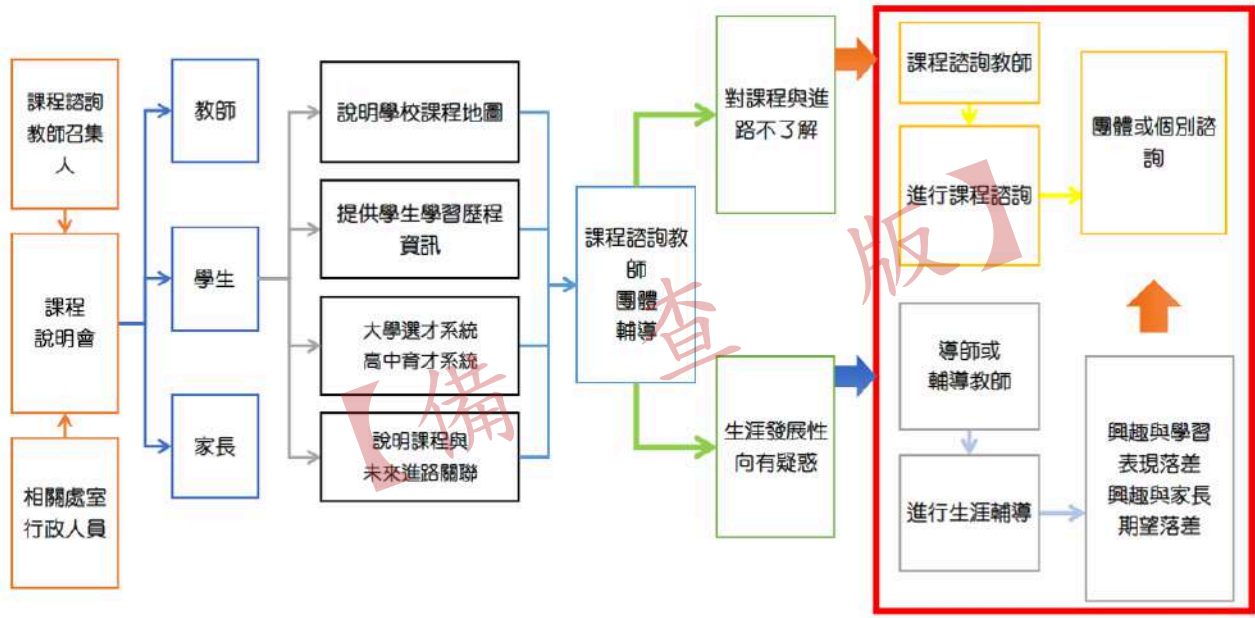 課程諮詢
教師召集
人
課程
說明會
相關處室
行政人員
教師
學生
家長
說明學校課程地圖
提供學生學習歷程
資訊
大學選才系統
高中育才系統
說明課程與
未來進路關聯
課程諮詢教
師
團體
輔導
對課程與進
路不了解
生涯發展性
向有疑惑
課程諮詢教師
進行課程諮詢
團體或個別諮
詢
導師或
輔導教師
進行生涯輔導
興趣與學習
表現落差
興趣與家長
期望落差
【備查版】